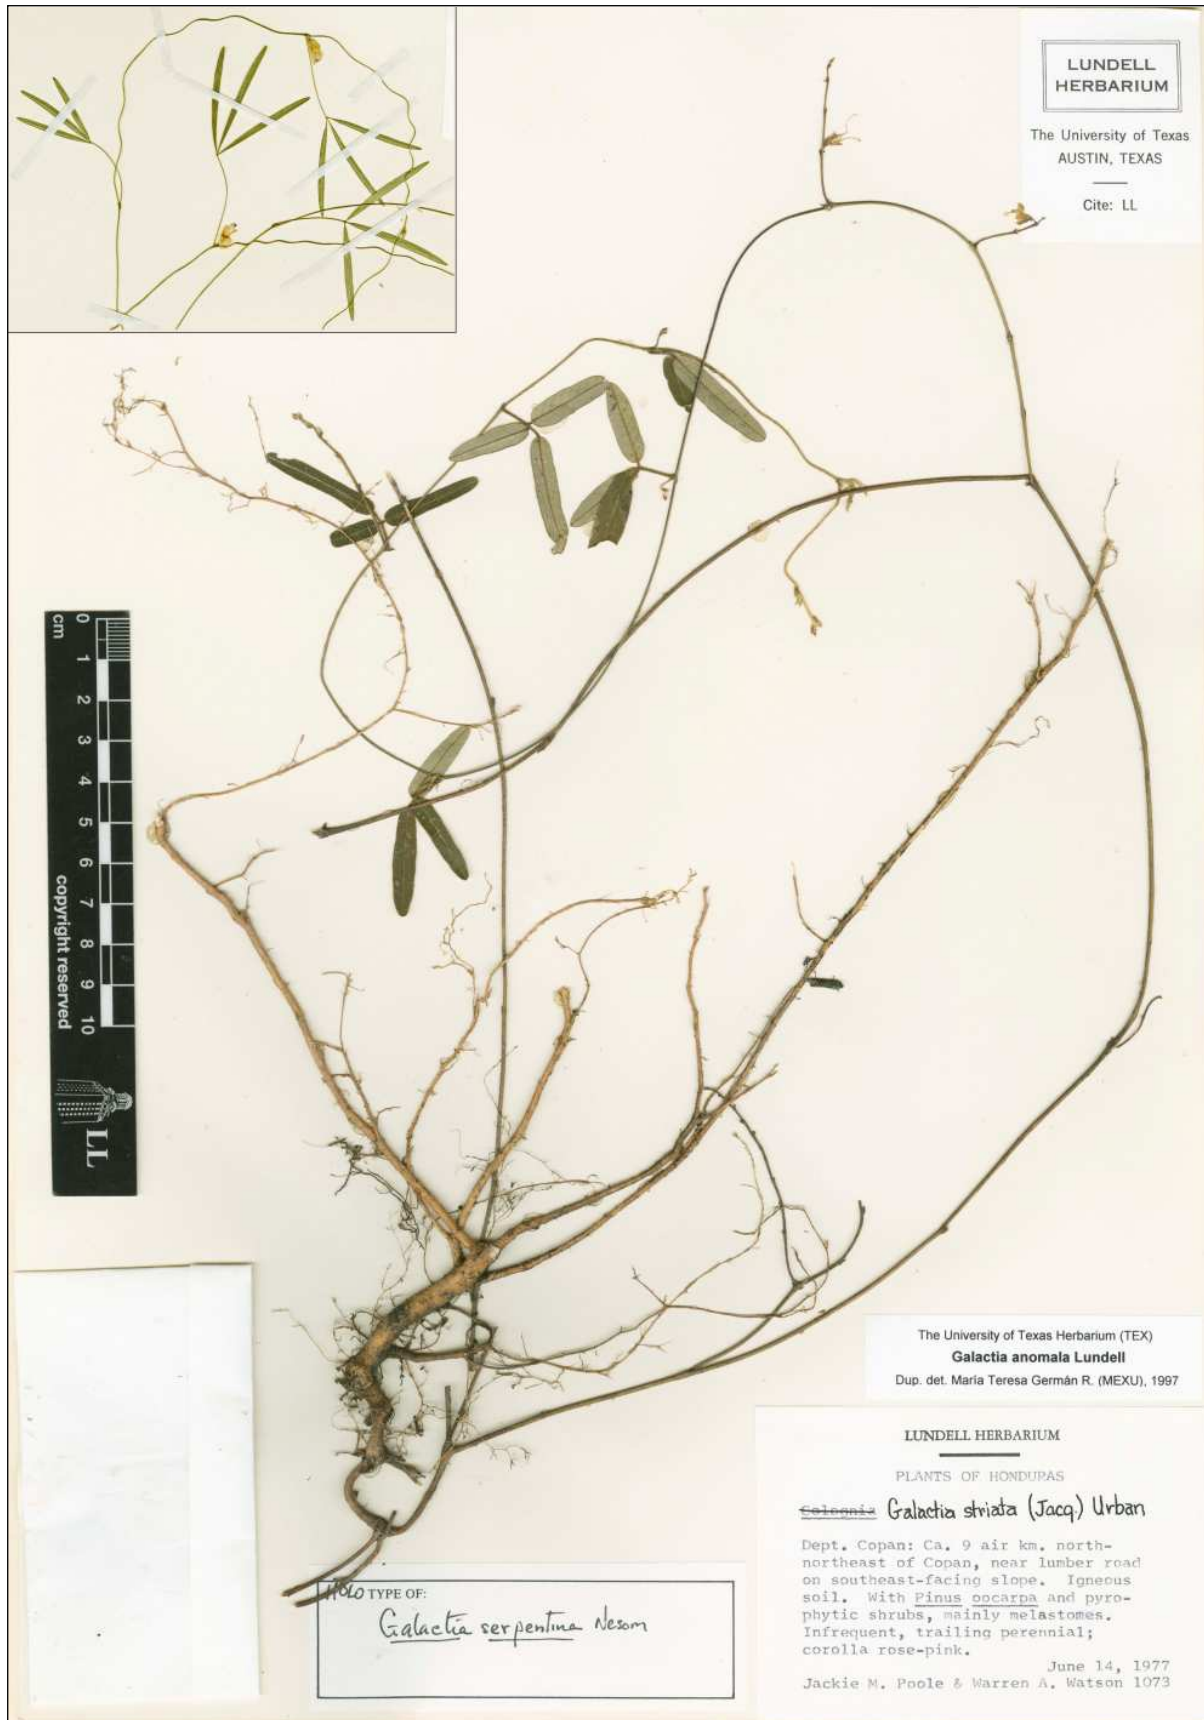 LUNDELL
HERBARIUM
The University of Texas
AUSTIN, TEXAS
Cite: LL
0
cm
1
2
3
4
5
6
7
8
9
10
copyright reserved
LL
The University of Texas Herbarium (TEX)
Galactia anomala Lundell
Dup. det. María Teresa Germán R. (MEXU), 1997
LUNDELL HERBARIUM
PLANTS OF HONDURAS
Cologania Galactia striata (Jacq.) Urban
Dept. Copan: Ca. 9 air km. north-
northeast of Copan, near lumber road
on southeast-facing slope. Igneous
soil. With Pinus oocarpa and pyro-
phytic shrubs, mainly melastomes.
Infrequent, trailing perennial;
corolla rose-pink.
June 14, 1977
Jackie M. Poole & Warren A. Watson 1073
HOLO TYPE OF:
Galactia serpentina Nesom